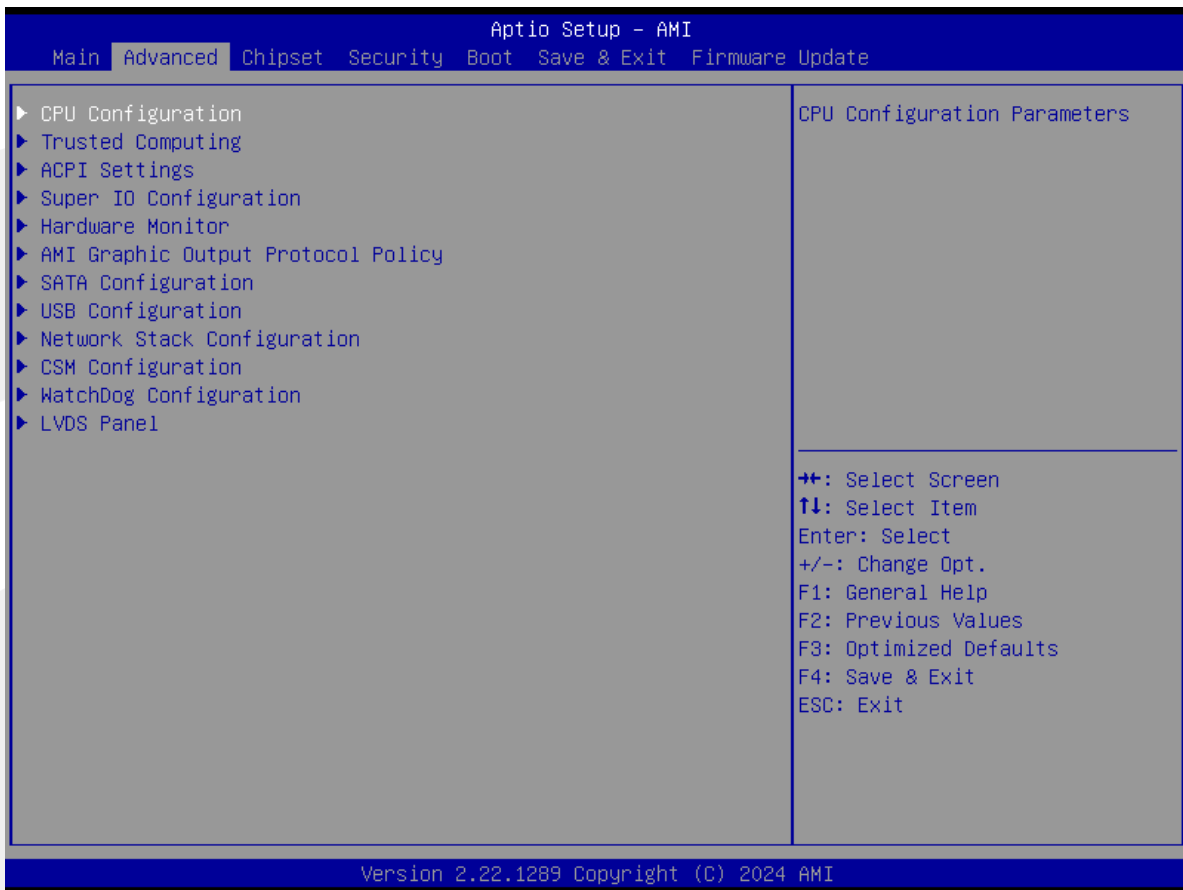 Aptio Setup – AMI
Main Advanced Chipset Security Boot Save & Exit Firmware Update
▶ CPU Configuration
▶ Trusted Computing
▶ ACPI Settings
▶ Super IO Configuration
▶ Hardware Monitor
▶ AMI Graphic Output Protocol Policy
▶ SATA Configuration
▶ USB Configuration
▶ Network Stack Configuration
▶ CSM Configuration
▶ WatchDog Configuration
▶ LVDS Panel
CPU Configuration Parameters
→←: Select Screen
↑↓: Select Item
Enter: Select
+/-: Change Opt.
F1: General Help
F2: Previous Values
F3: Optimized Defaults
F4: Save & Exit
ESC: Exit
Version 2.22.1289 Copyright (C) 2024 AMI